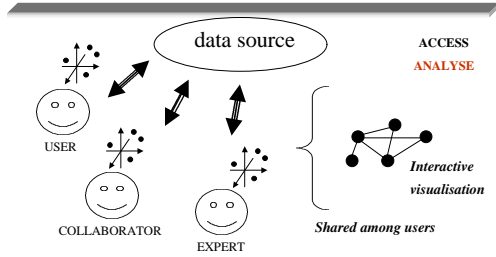 data source
ACCESS
ANALYSE
USER
COLLABORATOR
EXPERT
Interactive
visualisation
Shared among users